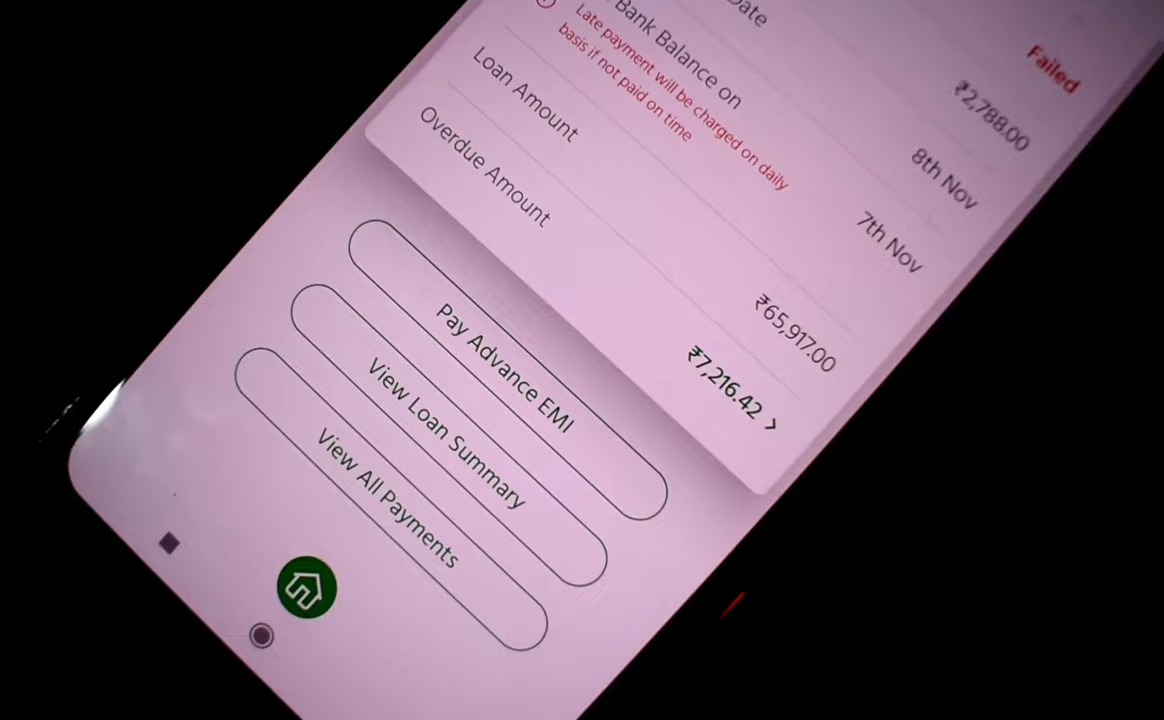 Failed
₹2,788.00
Date
8th Nov
Bank Balance on
7th Nov
Late payment will be charged on daily
basis if not paid on time
Loan Amount
₹65,917.00
Overdue Amount
₹7,216.42 >
Pay Advance EMI
View Loan Summary
View All Payments